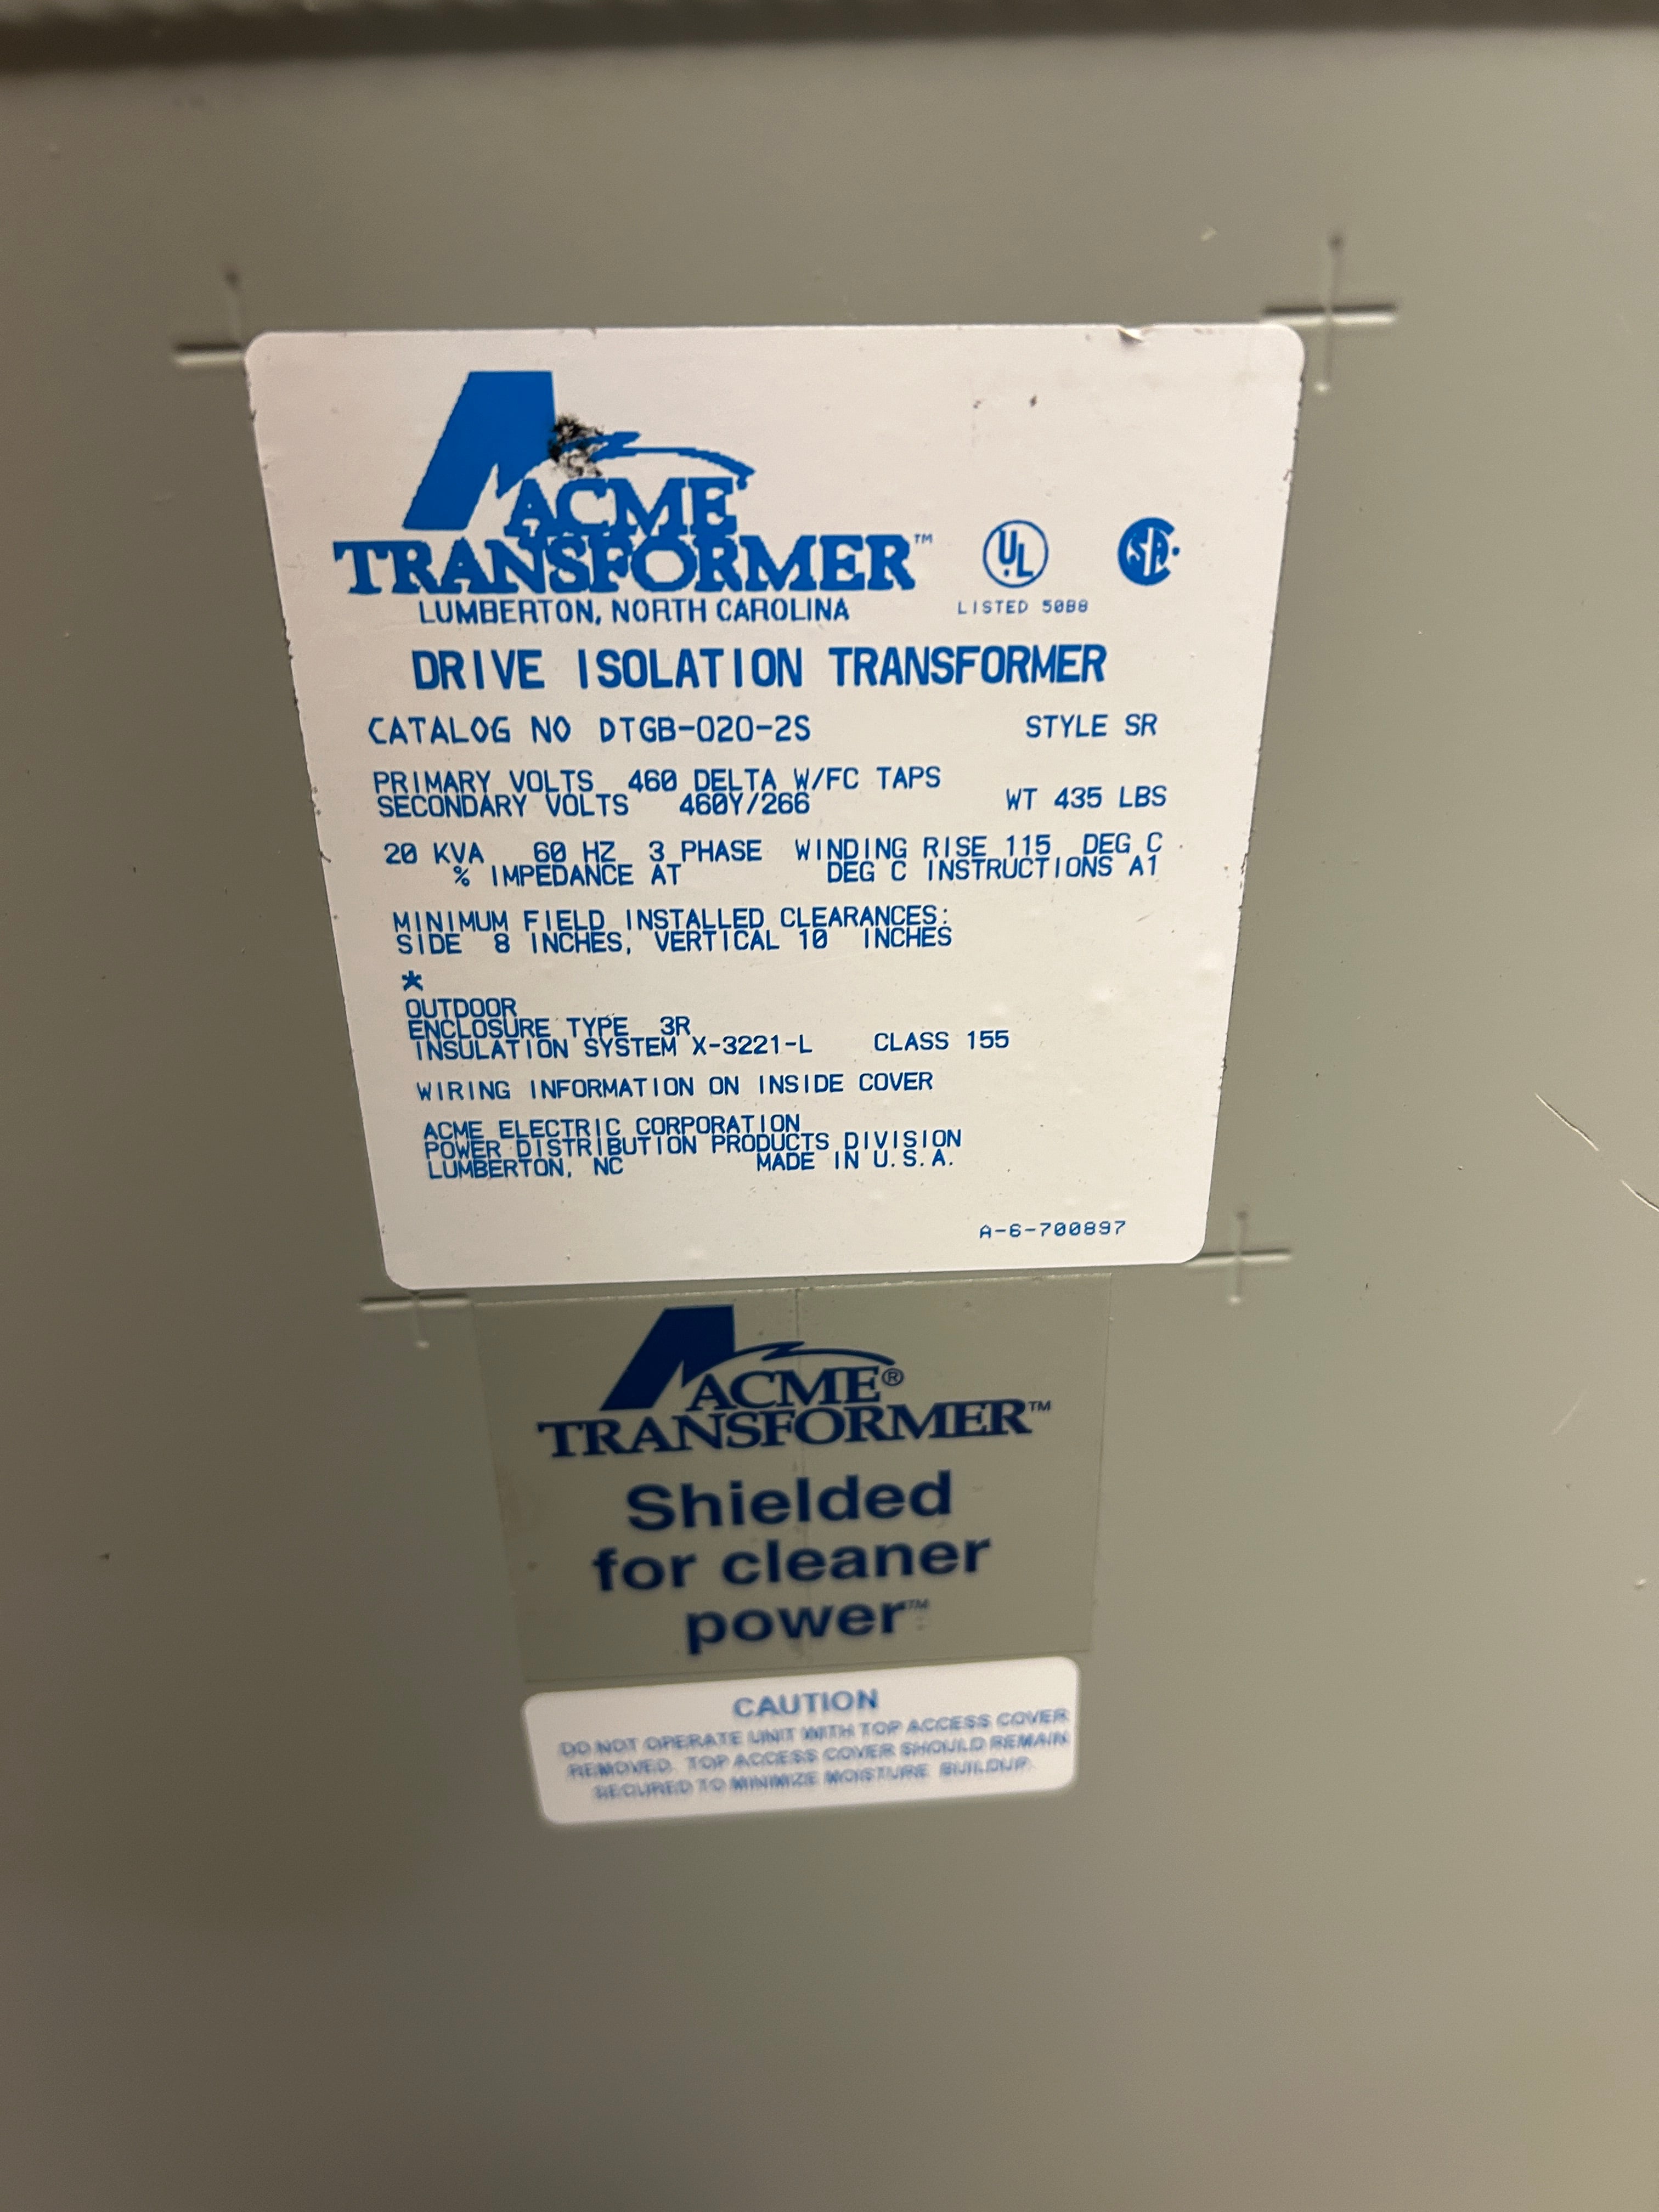 ACME
TRANSFORMER™
LUMBERTON, NORTH CAROLINA
UL
LISTED 50B8
SA
DRIVE ISOLATION TRANSFORMER
CATALOG NO DTGB-020-2S STYLE SR
PRIMARY VOLTS 460 DELTA W/FC TAPS
SECONDARY VOLTS 460Y/266 WT 435 LBS
20 KVA 60 HZ 3 PHASE WINDING RISE 115 DEG C
% IMPEDANCE AT DEG C INSTRUCTIONS A1
MINIMUM FIELD INSTALLED CLEARANCES:
SIDE 8 INCHES, VERTICAL 10 INCHES
*
OUTDOOR
ENCLOSURE TYPE 3R
INSULATION SYSTEM X-3221-L CLASS 155
WIRING INFORMATION ON INSIDE COVER
ACME ELECTRIC CORPORATION
POWER DISTRIBUTION PRODUCTS DIVISION
LUMBERTON, NC MADE IN U.S.A.
A-6-700897
ACME®
TRANSFORMER™
Shielded
for cleaner
power™
CAUTION
DO NOT OPERATE UNIT WITH TOP ACCESS COVER
REMOVED. TOP ACCESS COVER SHOULD REMAIN
SECURED TO MINIMIZE MOISTURE BUILDUP.